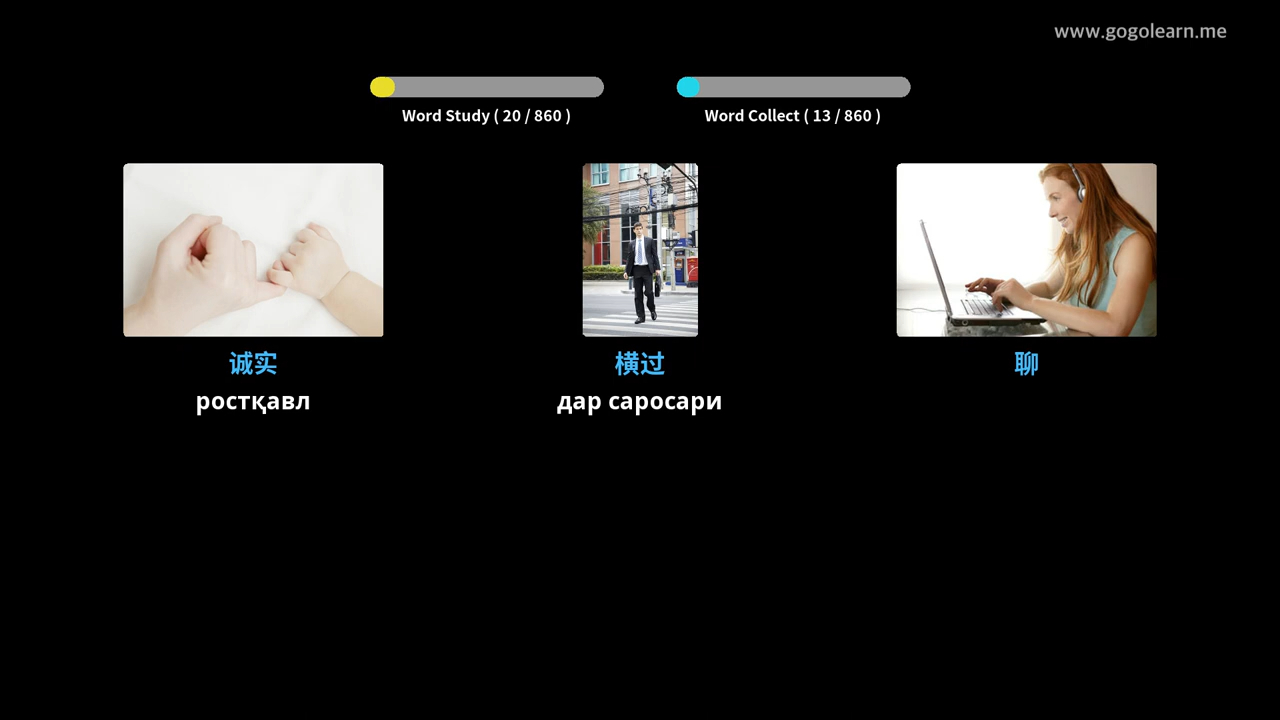 www.gogolearn.me
Word Study ( 20 / 860 )
Word Collect ( 13 / 860 )
诚实
横过
聊
ростқавл
дар саросари